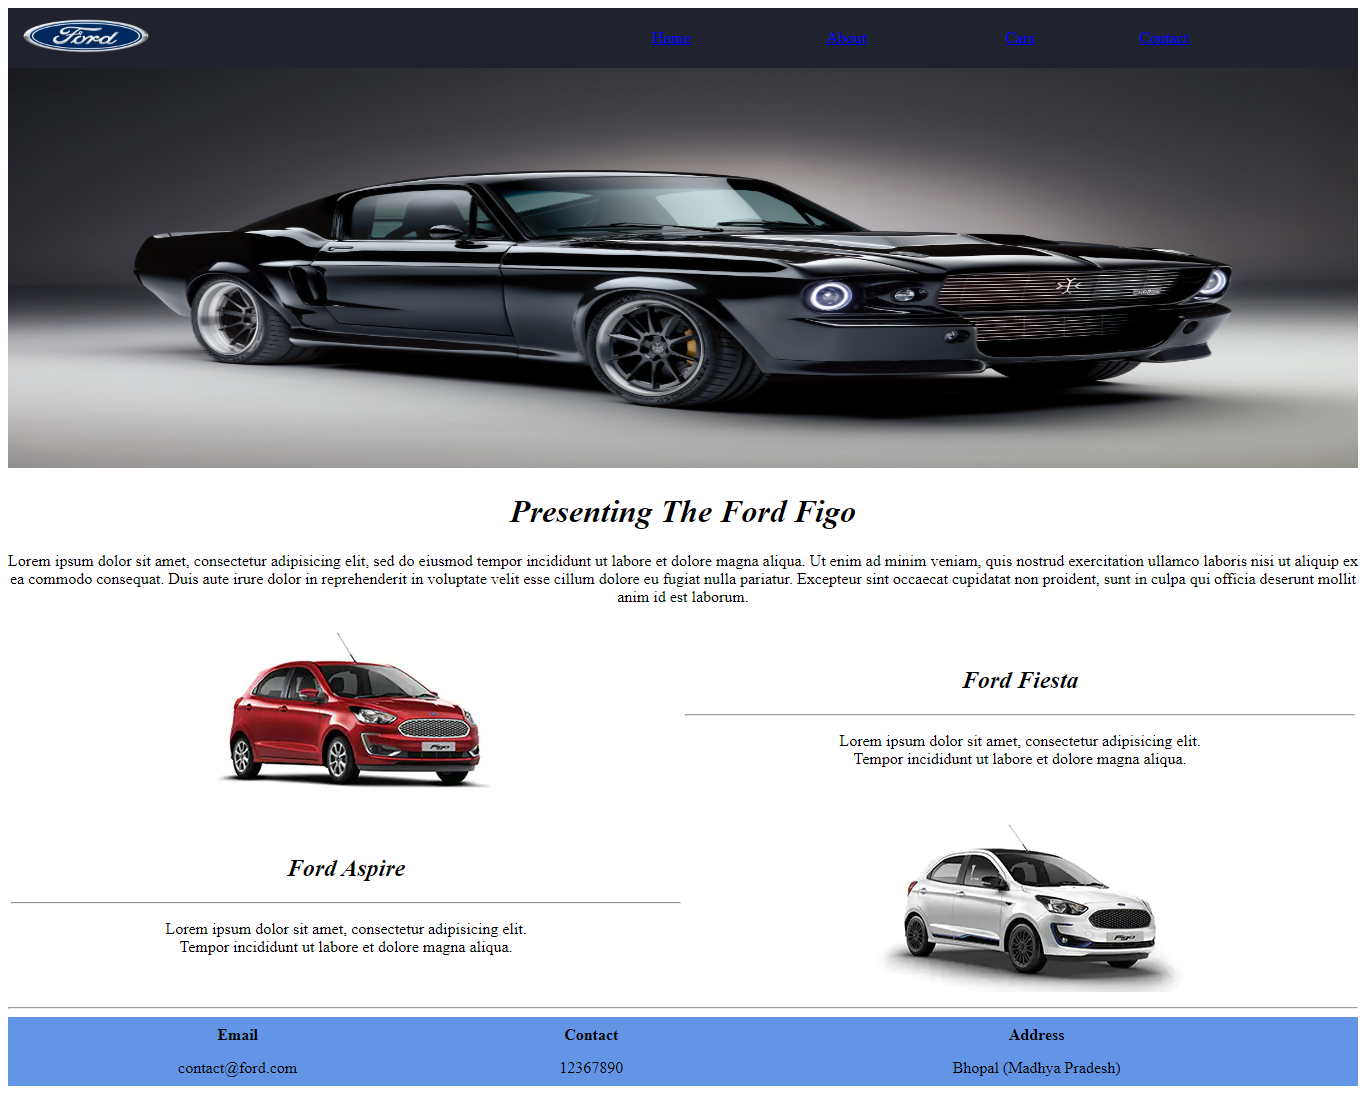 Ford
Home About Cars Contact
Presenting The Ford Figo
Lorem ipsum dolor sit amet, consectetur adipisicing elit, sed do eiusmod tempor incididunt ut labore et dolore magna aliqua. Ut enim ad minim veniam, quis nostrud exercitation ullamco laboris nisi ut aliquip ex
ea commodo consequat. Duis aute irure dolor in reprehenderit in voluptate velit esse cillum dolore eu fugiat nulla pariatur. Excepteur sint occaecat cupidatat non proident, sunt in culpa qui officia deserunt mollit
anim id est laborum.
Figo
Ford Fiesta
Lorem ipsum dolor sit amet, consectetur adipisicing elit.
Tempor incididunt ut labore et dolore magna aliqua.
Ford Aspire
Lorem ipsum dolor sit amet, consectetur adipisicing elit.
Tempor incididunt ut labore et dolore magna aliqua.
Figo
Email Contact Address
contact@ford.com 12367890 Bhopal (Madhya Pradesh)